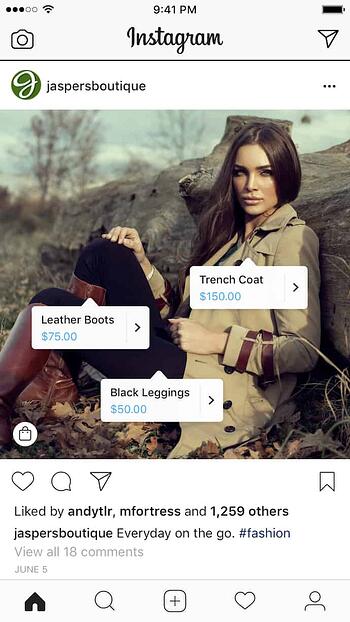 9:41 PM
Instagram
jaspersboutique
Trench Coat
$150.00
Leather Boots
$75.00
Black Leggings
$50.00
Liked by andytlr, mfortress and 1,259 others
jaspersboutique Everyday on the go. #fashion
View all 18 comments
JUNE 5